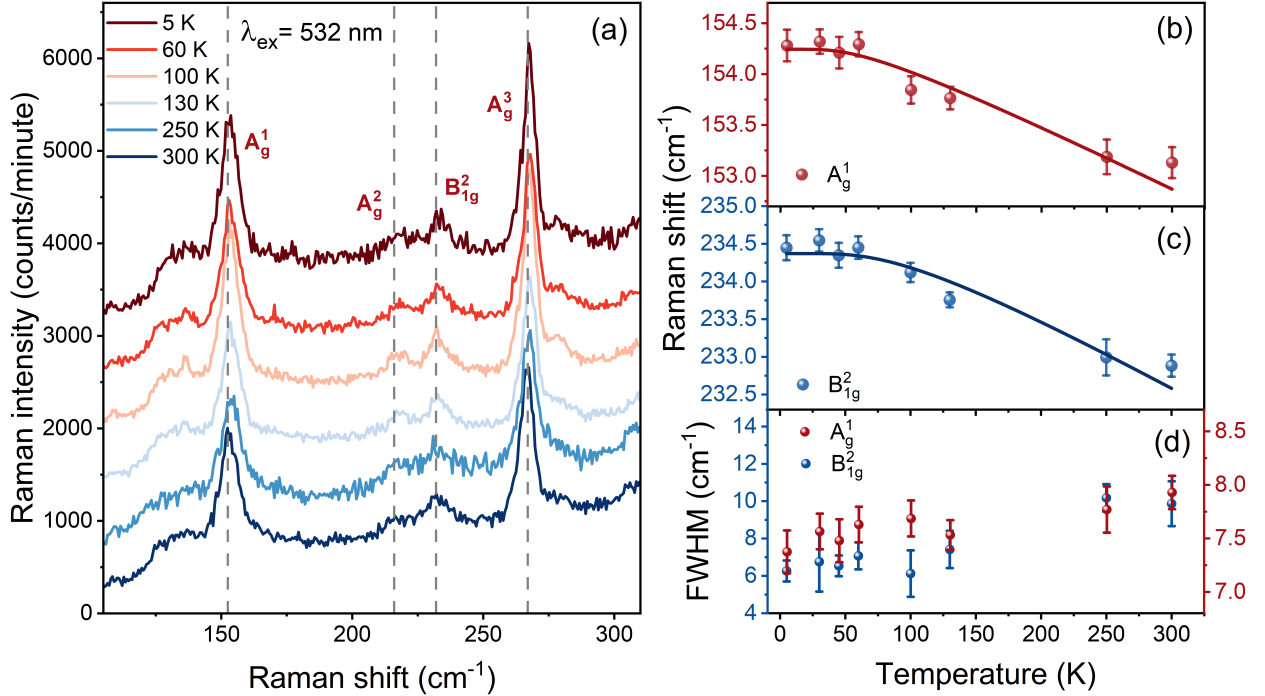 (a)
λex= 532 nm
5 K
60 K
100 K
130 K
250 K
300 K
A¹g
A²g
B²1g
A³g
6000
5000
4000
3000
2000
1000
0
Raman intensity (counts/minute)
150
200
250
300
Raman shift (cm⁻¹)
(b)
154.5
154.0
153.5
153.0
A¹g
Raman shift (cm⁻¹)
(c)
235.0
234.5
234.0
233.5
233.0
232.5
B²1g
(d)
A¹g
B²1g
14
12
10
8
6
4
FWHM (cm⁻¹)
8.5
8.0
7.5
7.0
0
50
100
150
200
250
300
Temperature (K)